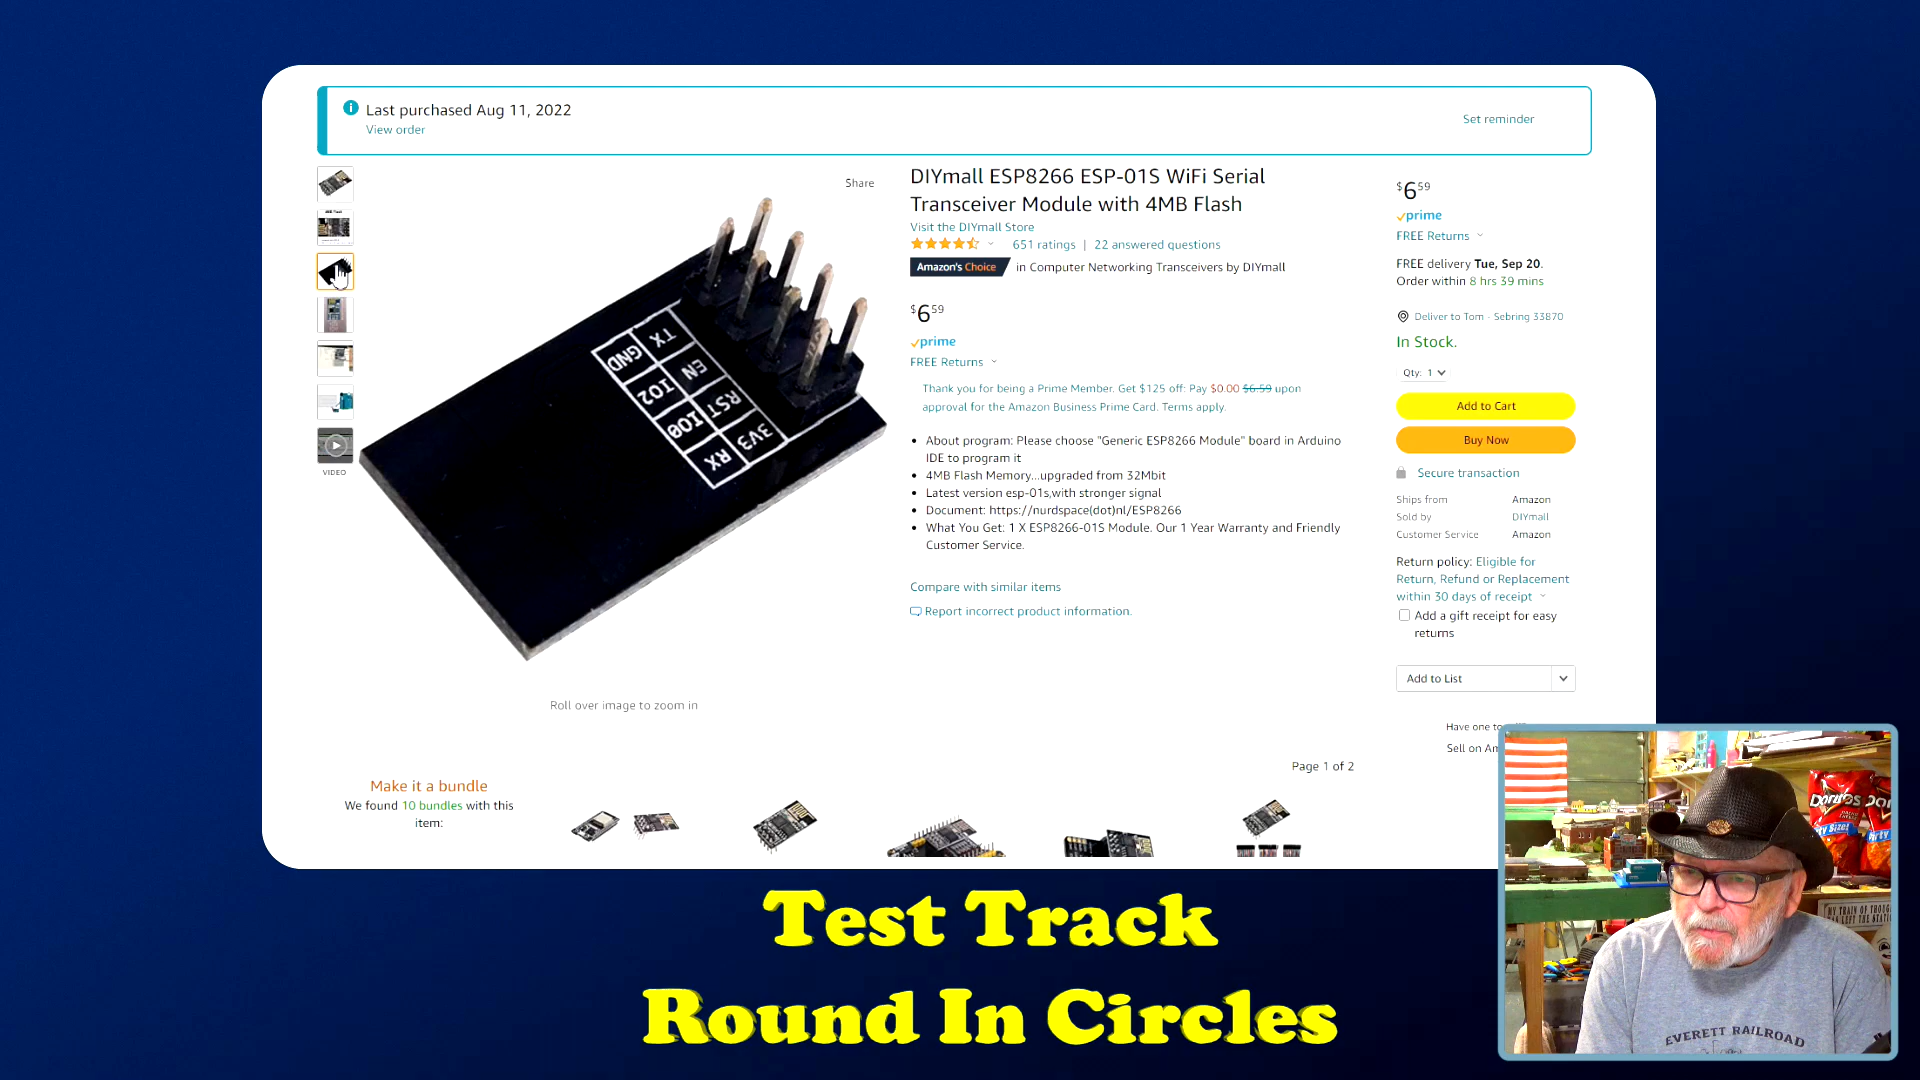 Last purchased Aug 11, 2022
View order
Set reminder
Share
VIDEO
TX
GND
EN
IO2
RST
IO0
3V3
RX
Roll over image to zoom in
DIYmall ESP8266 ESP-01S WiFi Serial
Transceiver Module with 4MB Flash
Visit the DIYmall Store
651 ratings | 22 answered questions
Amazon's Choice in Computer Networking Transceivers by DIYmall
$6 59
prime
FREE Returns
Thank you for being a Prime Member. Get $125 off: Pay $0.00 $6.59 upon
approval for the Amazon Business Prime Card. Terms apply.
• About program: Please choose "Generic ESP8266 Module" board in Arduino
IDE to program it
• 4MB Flash Memory...upgraded from 32Mbit
• Latest version esp-01s,with stronger signal
• Document: https://nurdspace(dot)nl/ESP8266
• What You Get: 1 X ESP8266-01S Module. Our 1 Year Warranty and Friendly
Customer Service.
Compare with similar items
Report incorrect product information.
$6 59
prime
FREE Returns
FREE delivery Tue, Sep 20.
Order within 8 hrs 39 mins
Deliver to Tom - Sebring 33870
In Stock.
Qty: 1
Add to Cart
Buy Now
Secure transaction
Ships from Amazon
Sold by DIYmall
Customer Service Amazon
Return policy: Eligible for
Return, Refund or Replacement
within 30 days of receipt
Add a gift receipt for easy
returns
Add to List
Have one to
Sell on
Page 1 of 2
Make it a bundle
We found 10 bundles with this
item:
Doritos
MY TRAIN OF
LEFT THE
EVERETT RAILROAD
Test Track
Round In Circles